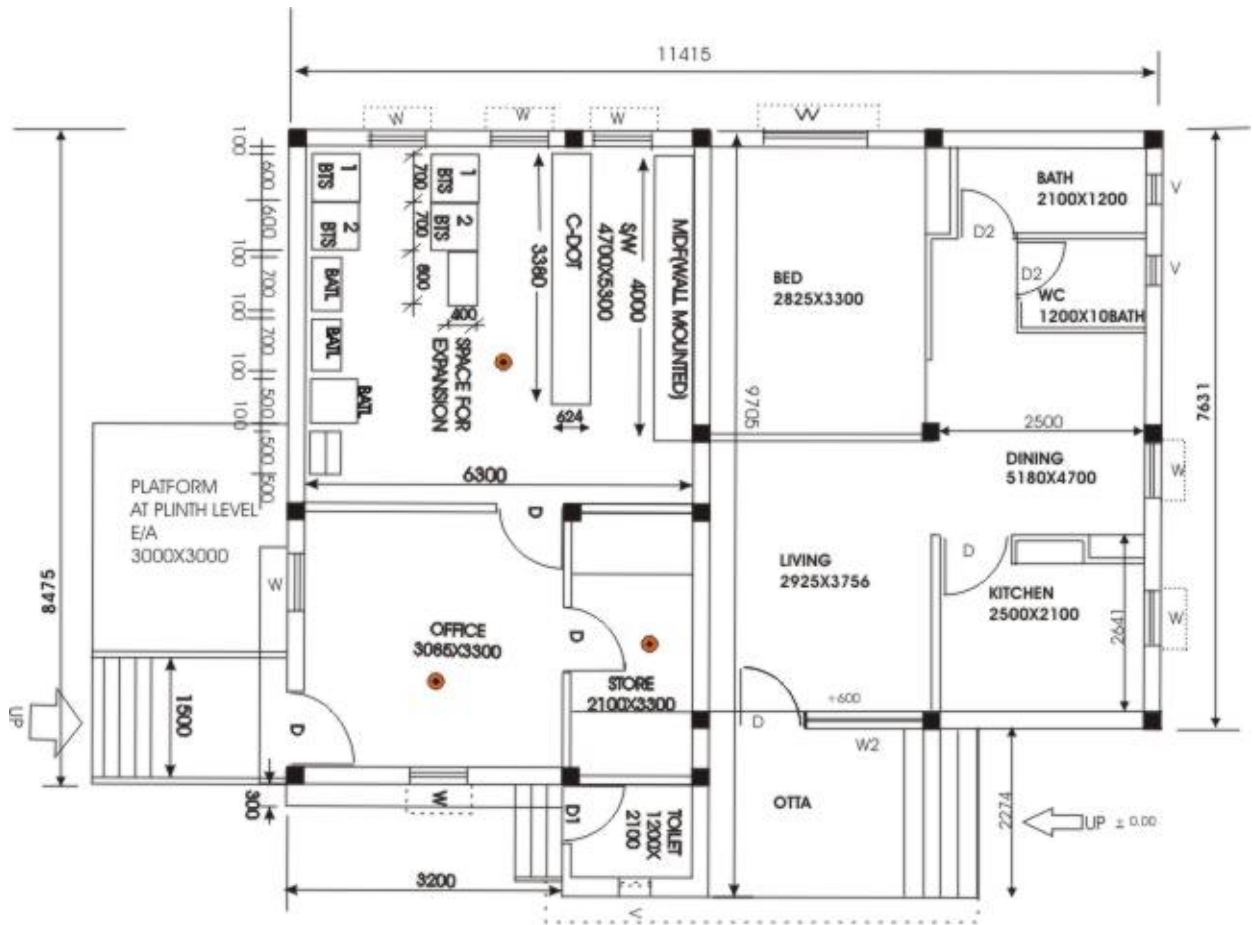 11415
W
W
W
W
8475
100
600
600
100
700
100
700
100
500
100
500
500
1
BTS
2
BTS
BATL
BATL
BATL
700
700
800
1
BTS
2
BTS
400
SPACE FOR
EXPANSION
C-DOT
3380
624
S/W
4700X5300
4000
MDF(WALL MOUNTED)
6300
9705
BED
2825X3300
BATH
2100X1200
D2
V
D2
V
WC
1200X10BATH
7631
2500
DINING
5180X4700
W
PLATFORM
AT PLINTH LEVEL
E/A
3000X3000
W
D
LIVING
2925X3756
D
KITCHEN
2500X2100
2641
W
OFFICE
3065X3300
D
STORE
2100X3300
UP
1500
D
+600
D
W2
300
W
D1
TOILET
1200X
2100
OTTA
2274
UP ± 0.00
3200
V